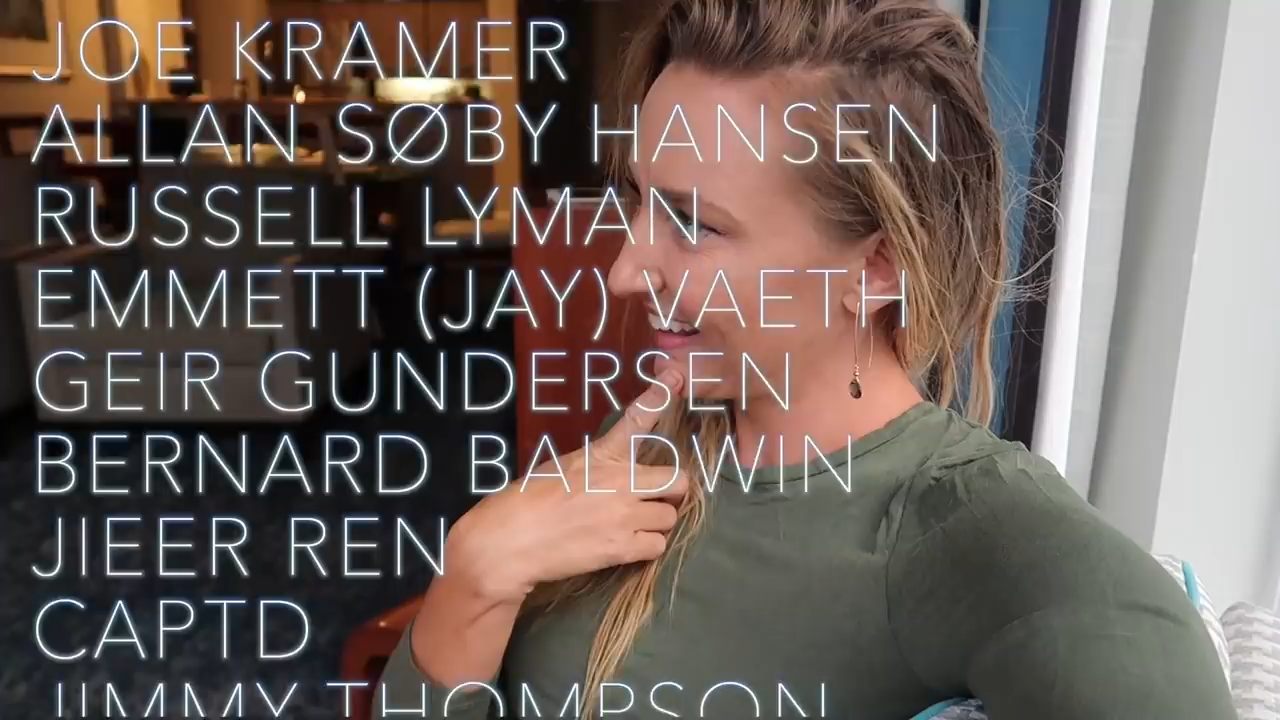 JOE KRAMER
ALLAN SØBY HANSEN
RUSSELL LYMAN
EMMETT (JAY) VAETH
GEIR GUNDERSEN
BERNARD BALDWIN
JIEER REN
CAPTD
JIMMY THOMPSON